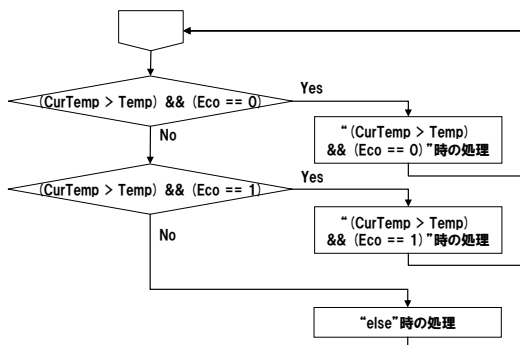 (CurTemp > Temp) && (Eco == 0)
Yes
“(CurTemp > Temp)
&& (Eco == 0)”時の処理
No
(CurTemp > Temp) && (Eco == 1)
Yes
“(CurTemp > Temp)
&& (Eco == 1)”時の処理
No
“else”時の処理